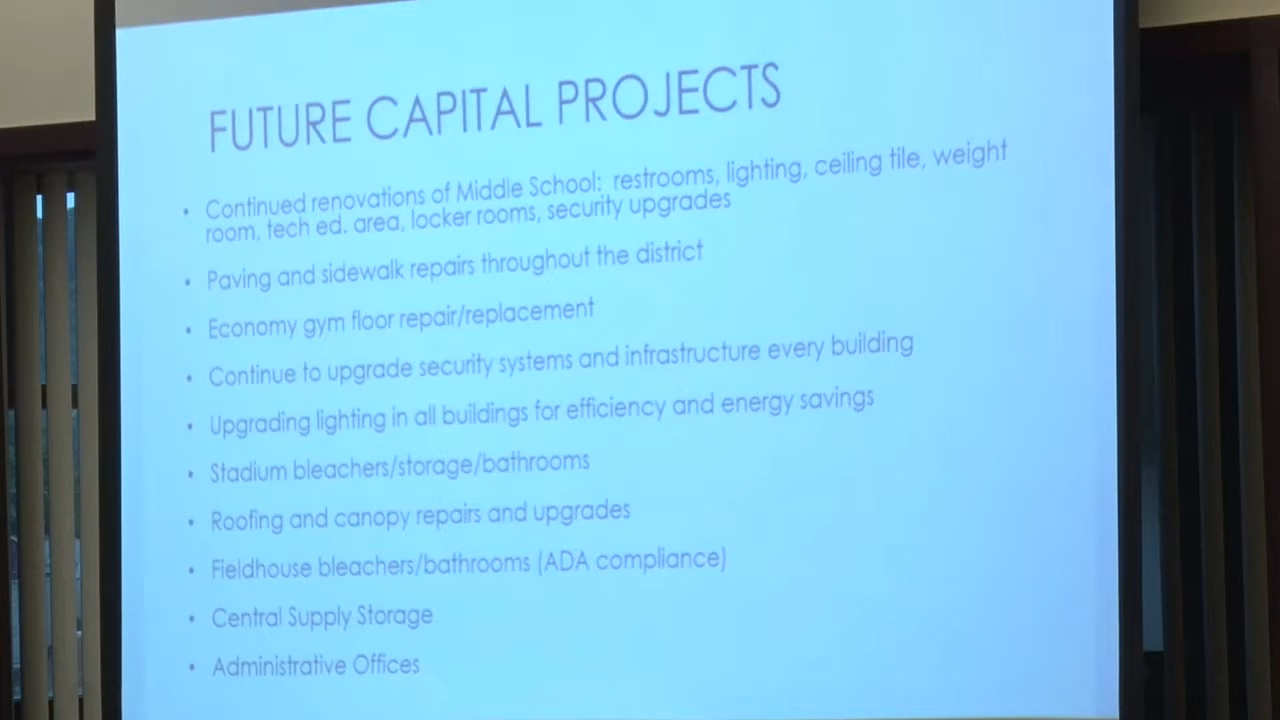 FUTURE CAPITAL PROJECTS
• Continued renovations of Middle School: restrooms, lighting, ceiling tile, weight
room, tech ed. area, locker rooms, security upgrades
• Paving and sidewalk repairs throughout the district
• Economy gym floor repair/replacement
• Continue to upgrade security systems and infrastructure every building
• Upgrading lighting in all buildings for efficiency and energy savings
• Stadium bleachers/storage/bathrooms
• Roofing and canopy repairs and upgrades
• Fieldhouse bleachers/bathrooms (ADA compliance)
• Central Supply Storage
• Administrative Offices